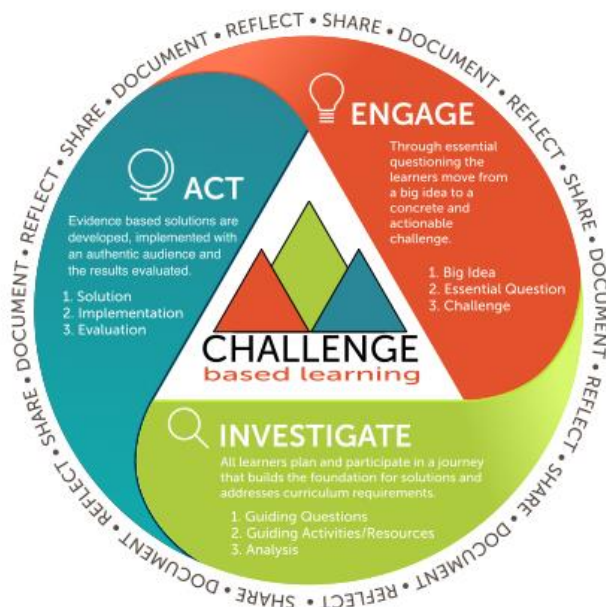 DOCUMENT • REFLECT • SHARE • DOCUMENT • REFLECT • SHARE • DOCUMENT • REFLECT • SHARE • DOCUMENT • REFLECT • SHARE • DOCUMENT • REFLECT • SHARE • DOCUMENT • REFLECT • SHARE •
ENGAGE
Through essential
questioning the
learners move from
a big idea to a
concrete and
actionable
challenge.
1. Big Idea
2. Essential Question
3. Challenge
ACT
Evidence based solutions are
developed, implemented with
an authentic audience and
the results evaluated.
1. Solution
2. Implementation
3. Evaluation
CHALLENGE
based learning
INVESTIGATE
All learners plan and participate in a journey
that builds the foundation for solutions and
addresses curriculum requirements.
1. Guiding Questions
2. Guiding Activities/Resources
3. Analysis